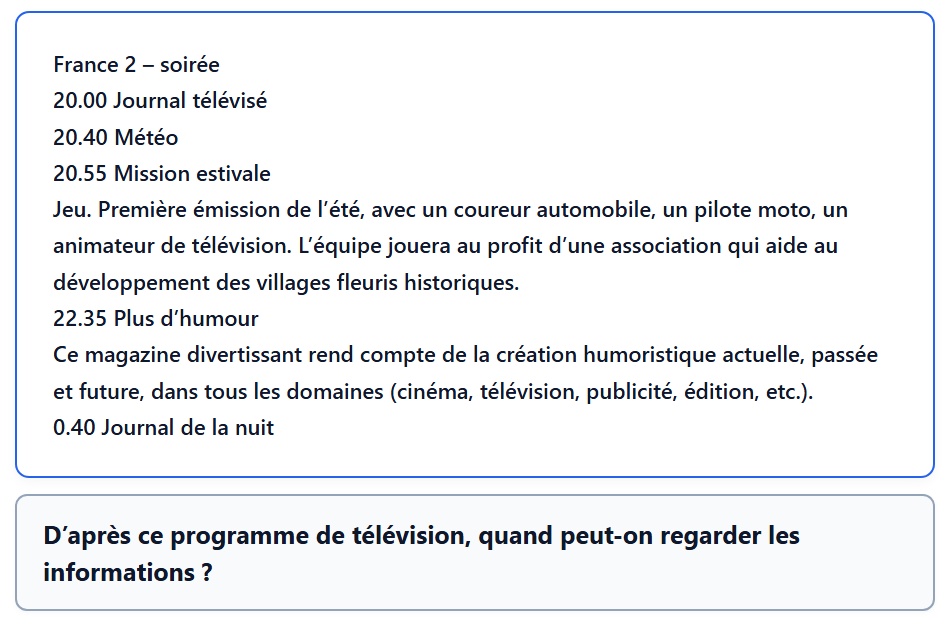 France 2 – soirée
20.00 Journal télévisé
20.40 Météo
20.55 Mission estivale
Jeu. Première émission de l’été, avec un coureur automobile, un pilote moto, un
animateur de télévision. L’équipe jouera au profit d’une association qui aide au
développement des villages fleuris historiques.
22.35 Plus d’humour
Ce magazine divertissant rend compte de la création humoristique actuelle, passée
et future, dans tous les domaines (cinéma, télévision, publicité, édition, etc.).
0.40 Journal de la nuit
D’après ce programme de télévision, quand peut-on regarder les
informations ?